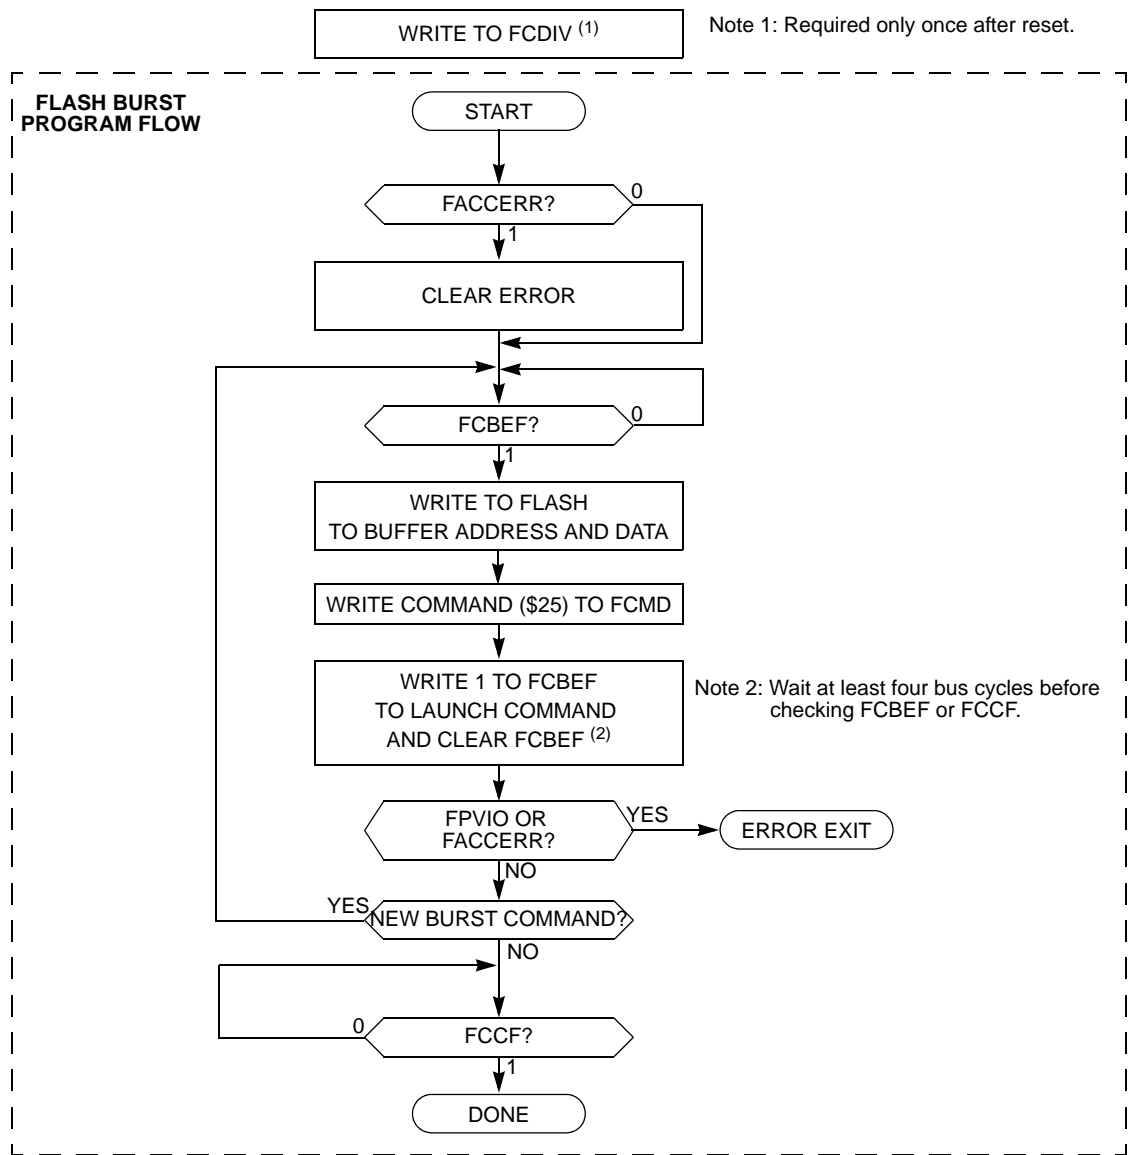 WRITE TO FCDIV (1)
Note 1: Required only once after reset.
FLASH BURST
PROGRAM FLOW
START
FACCERR?
0
1
CLEAR ERROR
FCBEF?
0
1
WRITE TO FLASH
TO BUFFER ADDRESS AND DATA
WRITE COMMAND ($25) TO FCMD
WRITE 1 TO FCBEF
TO LAUNCH COMMAND
AND CLEAR FCBEF (2)
Note 2: Wait at least four bus cycles before
checking FCBEF or FCCF.
FPVIO OR
FACCERR?
YES
ERROR EXIT
NO
YES
NEW BURST COMMAND?
NO
0
FCCF?
1
DONE